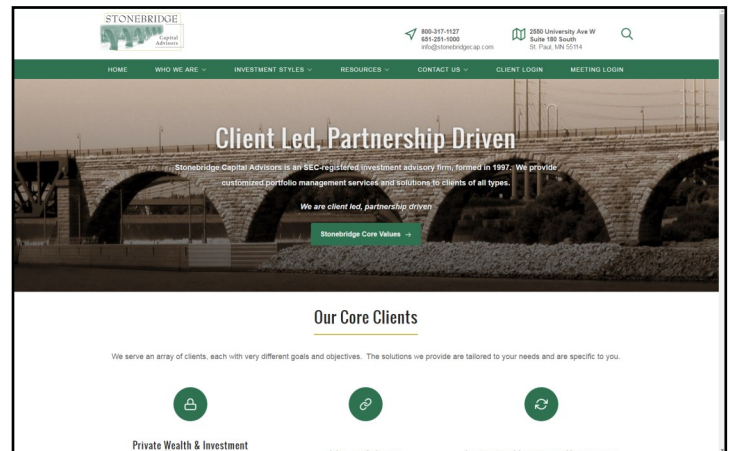 STONEBRIDGE
Capital
Advisors
800-317-1127
651-251-1000
info@stonebridgecap.com
2550 University Ave W
Suite 180 South
St. Paul, MN 55114
HOME WHO WE ARE INVESTMENT STYLES RESOURCES CONTACT US CLIENT LOGIN MEETING LOGIN
Client Led, Partnership Driven
Stonebridge Capital Advisors is an SEC-registered investment advisory firm, formed in 1997. We provide
customized portfolio management services and solutions to clients of all types.
We are client led, partnership driven
Stonebridge Core Values →
Our Core Clients
We serve an array of clients, each with very different goals and objectives. The solutions we provide are tailored to your needs and are specific to you.
Private Wealth & Investment